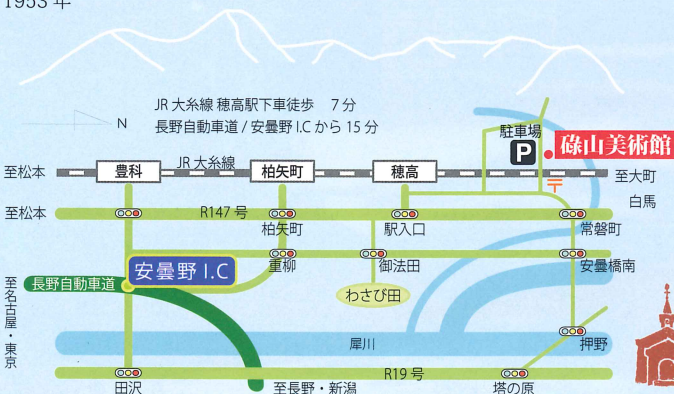 1953年
JR 大糸線 穂高駅下車徒歩　7分
長野自動車道 / 安曇野 I.C から 15 分
N
駐車場
P
碌山美術館
至松本
豊科
JR 大糸線
柏矢町
穂高
〒
至大町
白馬
至松本
R147 号
柏矢町
駅入口
常磐町
安曇野 I.C
重柳
御法田
安曇橋南
至名古屋・東京
長野自動車道
わさび田
犀川
押野
田沢
至長野・新潟
R19 号
塔の原